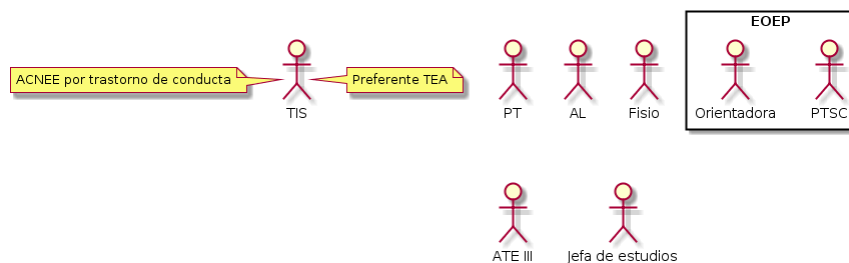 EOEP
ACNEE por trastorno de conducta
Preferente TEA
TIS
PT
AL
Fisio
Orientadora
PTSC
ATE III
Jefa de estudios